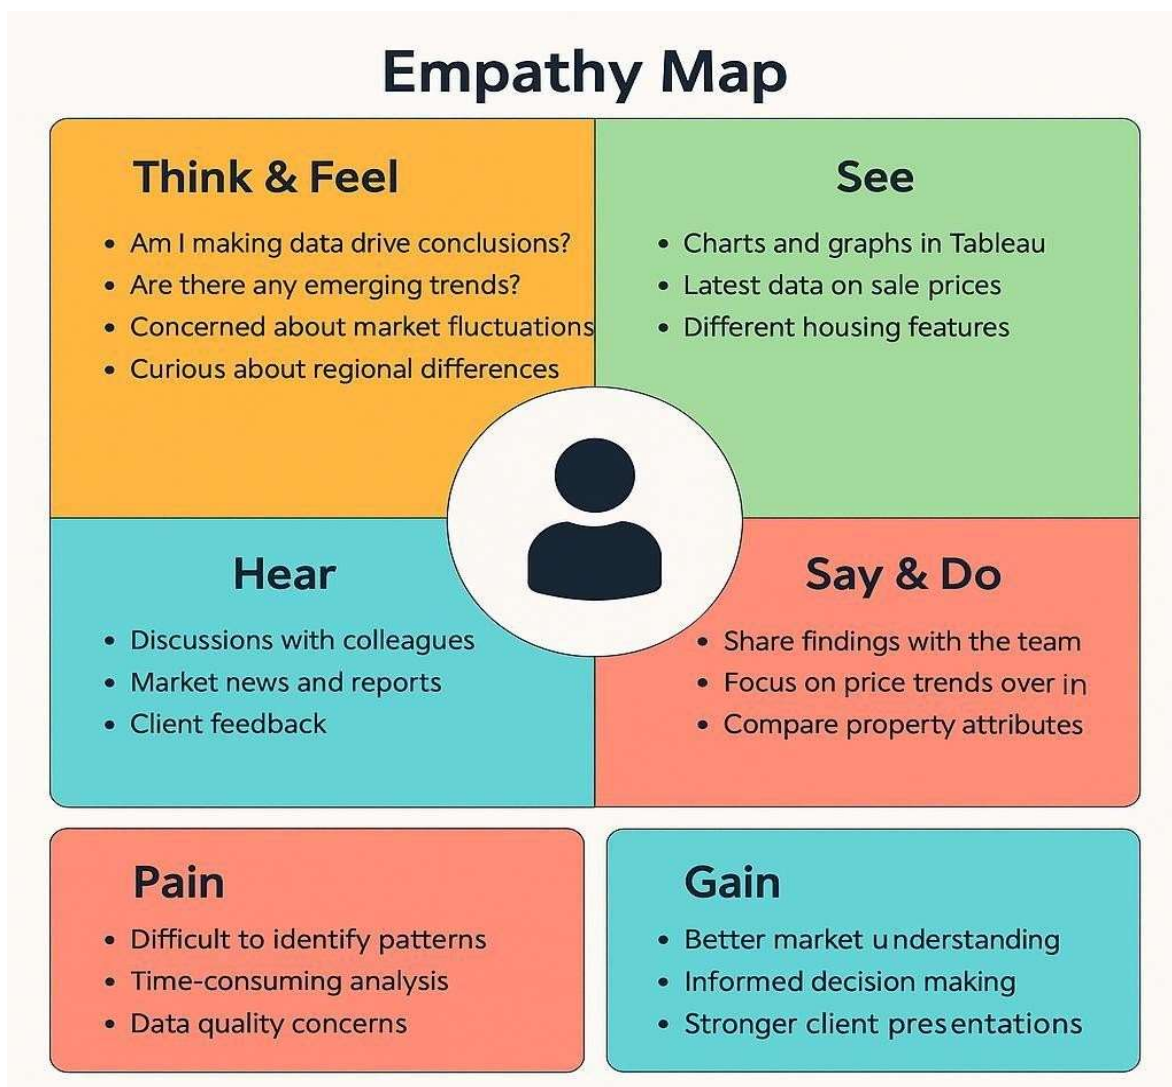 Empathy Map
Think & Feel
• Am I making data drive conclusions?
• Are there any emerging trends?
• Concerned about market fluctuations
• Curious about regional differences
See
• Charts and graphs in Tableau
• Latest data on sale prices
• Different housing features
Hear
• Discussions with colleagues
• Market news and reports
• Client feedback
Say & Do
• Share findings with the team
• Focus on price trends over in
• Compare property attributes
Pain
• Difficult to identify patterns
• Time-consuming analysis
• Data quality concerns
Gain
• Better market understanding
• Informed decision making
• Stronger client presentations